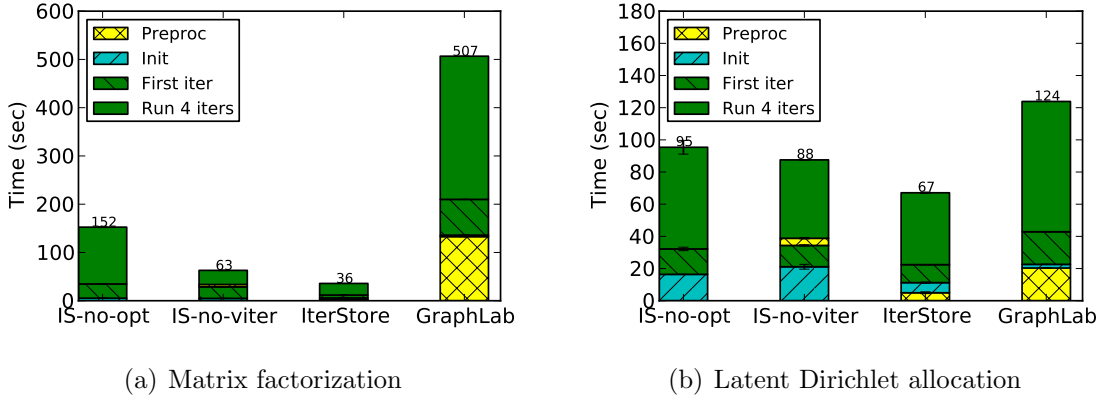 600
500
400
300
200
100
0
Time (sec)
Preproc
Init
First iter
Run 4 iters
152
63
36
507
IS-no-opt IS-no-viter IterStore GraphLab
(a) Matrix factorization
180
160
140
120
100
80
60
40
20
0
Time (sec)
Preproc
Init
First iter
Run 4 iters
95
88
67
124
IS-no-opt IS-no-viter IterStore GraphLab
(b) Latent Dirichlet allocation